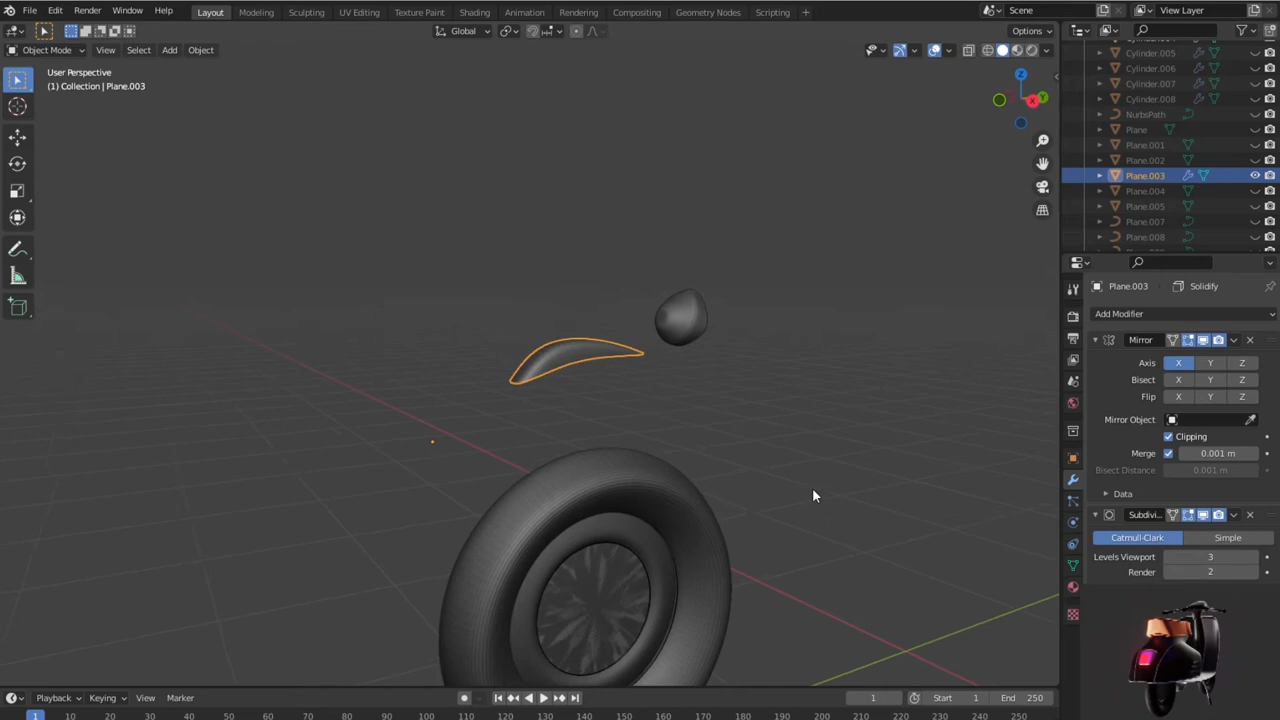 File Edit Render Window Help Layout Modeling Sculpting UV Editing Texture Paint Shading Animation Rendering Compositing Geometry Nodes Scripting + Scene View Layer
Global Options
Object Mode View Select Add Object
User Perspective
(1) Collection | Plane.003
Z
Y
X
Cylinder.005
Cylinder.006
Cylinder.007
Cylinder.008
NurbsPath
Plane
Plane.001
Plane.002
Plane.003
Plane.004
Plane.005
Plane.007
Plane.008
Plane.003 Solidify
Add Modifier
Mirror
Axis X Y Z
Bisect X Y Z
Flip X Y Z
Mirror Object
Clipping
Merge 0.001 m
Bisect Distance 0.001 m
Data
Subdivi...
Catmull-Clark Simple
Levels Viewport 3
Render 2
Playback Keying View Marker 1 Start 1 End 250
1 10 20 30 40 50 60 70 80 90 100 110 120 130 140 150 160 170 180 190 200 210 220 230 240 250